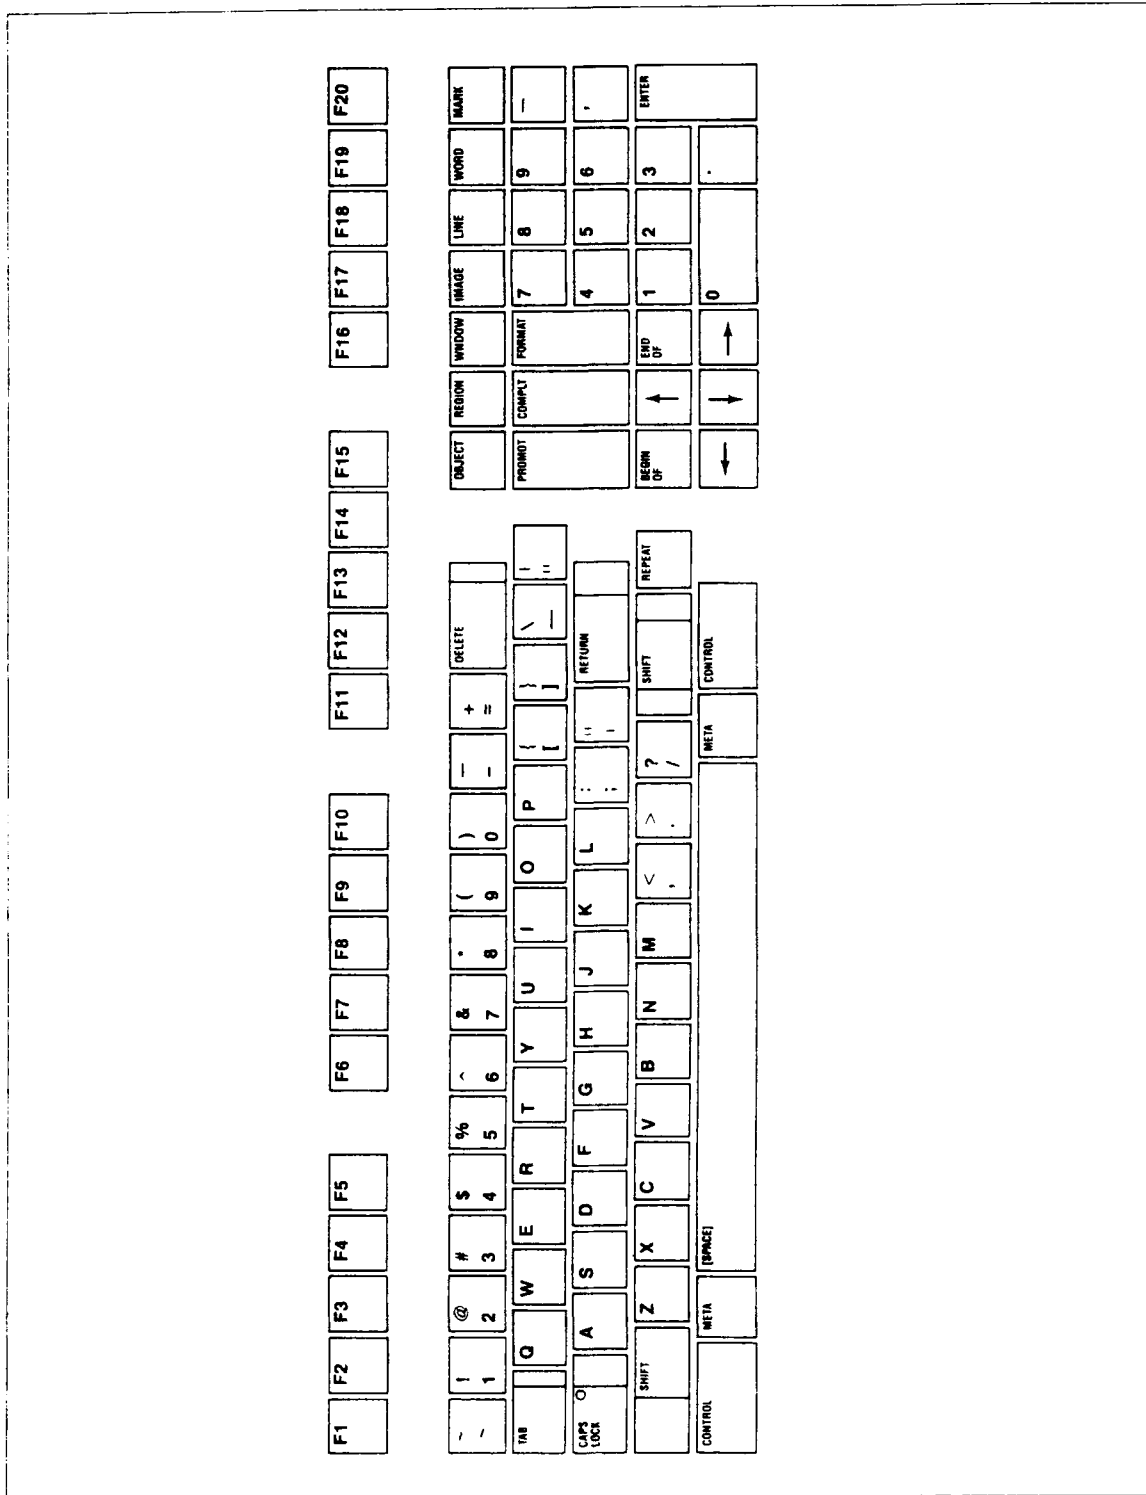 F1 F2 F3 F4 F5 F6 F7 F8 F9 F10 F11 F12 F13 F14 F15 F16 F17 F18 F19 F20
~ ! @ # $ % ^ & * ( ) — + DELETE OBJECT REGION WNDOW IMAGE LINE WORD MARK
1 2 3 4 5 6 7 8 9 0 - =
TAB Q W E R T Y U I O P { } \ PROMOT COMPLT FORMAT 7 8 9 —
[ ] —
CAPS A S D F G H J K L : " RETURN 4 5 6 ,
LOCK ;
SHIFT Z X C V B N M < > ? SHIFT REPEAT BEGIN ↑ END 1 2 3 ENTER
, . / OF OF
CONTROL META [SPACE] META CONTROL ← ↓ → 0 .